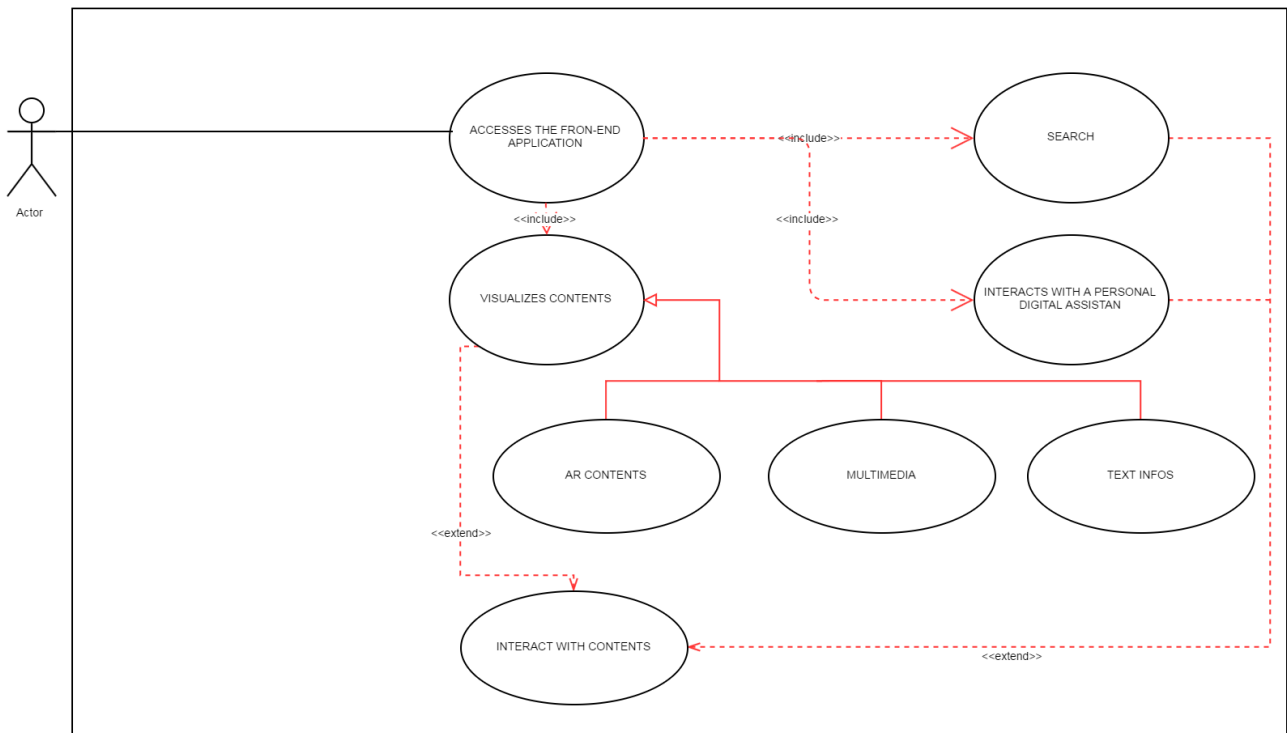 ACCESSES THE FRON-END
APPLICATION
<<include>>
SEARCH
Actor
<<include>>
<<include>>
VISUALIZES CONTENTS
INTERACTS WITH A PERSONAL
DIGITAL ASSISTAN
AR CONTENTS
MULTIMEDIA
TEXT INFOS
<<extend>>
INTERACT WITH CONTENTS
<<extend>>